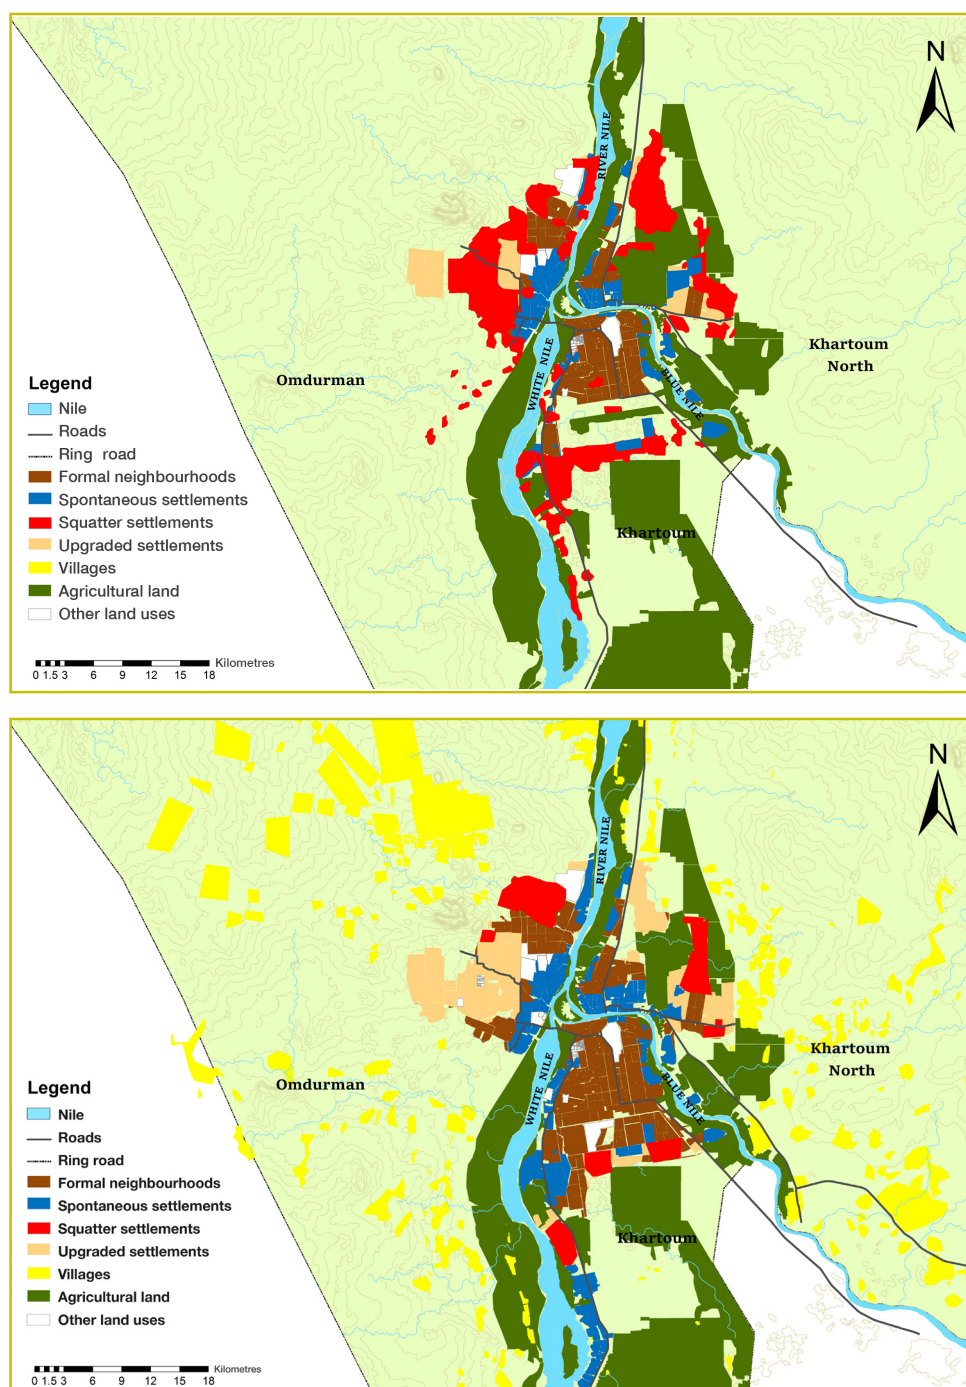 N
RIVER NILE
WHITE NILE
BLUE NILE
Omdurman
Khartoum
North
Khartoum
Legend
Nile
Roads
Ring road
Formal neighbourhoods
Spontaneous settlements
Squatter settlements
Upgraded settlements
Villages
Agricultural land
Other land uses
Kilometres
0 1.5 3 6 9 12 15 18
N
RIVER NILE
WHITE NILE
BLUE NILE
Omdurman
Khartoum
North
Khartoum
Legend
Nile
Roads
Ring road
Formal neighbourhoods
Spontaneous settlements
Squatter settlements
Upgraded settlements
Villages
Agricultural land
Other land uses
Kilometres
0 1.5 3 6 9 12 15 18